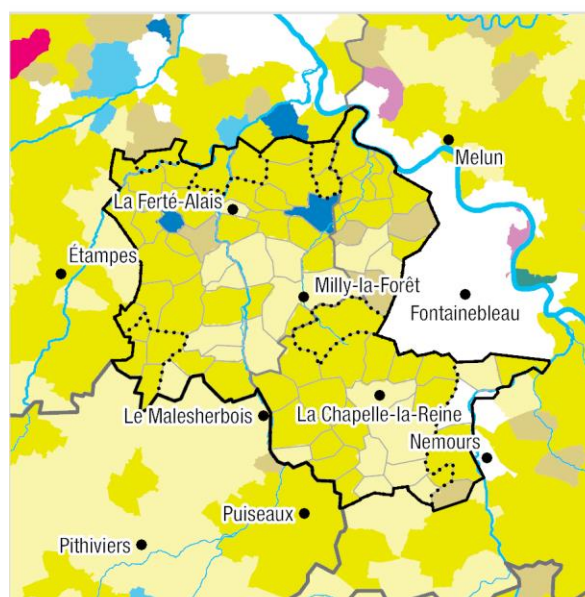 Melun
La Ferté-Alais
Étampes
Milly-la-Forêt
Fontainebleau
Le Malesherbois
La Chapelle-la-Reine
Nemours
Puiseaux
Pithiviers